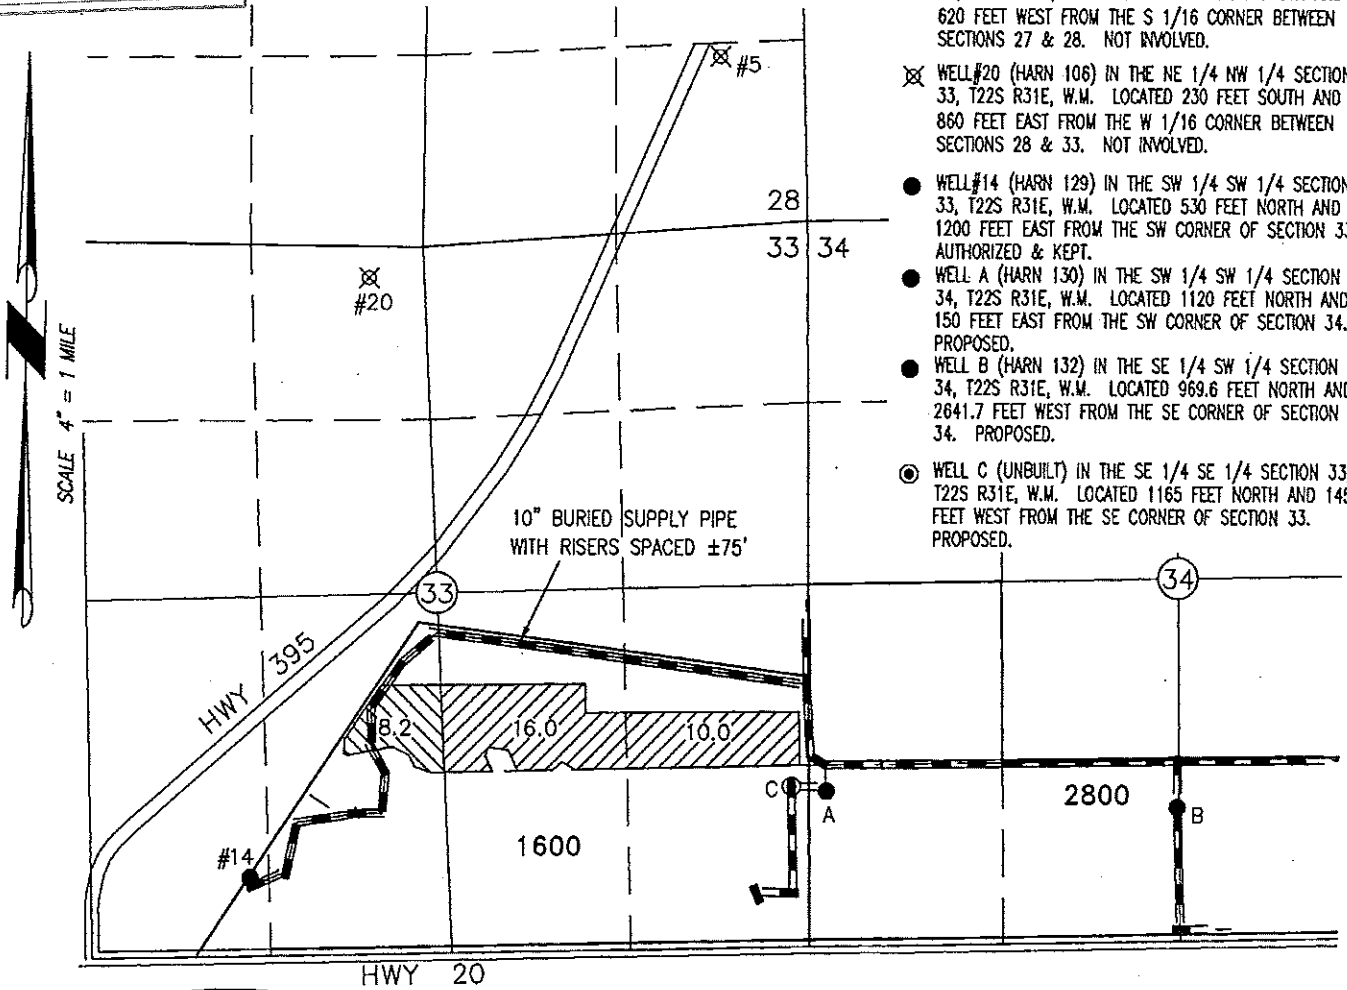 620 FEET WEST FROM THE S 1/16 CORNER BETWEEN
SECTIONS 27 & 28. NOT INVOLVED.
WELL#20 (HARN 106) IN THE NE 1/4 NW 1/4 SECTION
33, T22S R31E, W.M. LOCATED 230 FEET SOUTH AND
860 FEET EAST FROM THE W 1/16 CORNER BETWEEN
SECTIONS 28 & 33. NOT INVOLVED.
WELL#14 (HARN 129) IN THE SW 1/4 SW 1/4 SECTION
33, T22S R31E, W.M. LOCATED 530 FEET NORTH AND
1200 FEET EAST FROM THE SW CORNER OF SECTION 33
AUTHORIZED & KEPT.
WELL A (HARN 130) IN THE SW 1/4 SW 1/4 SECTION
34, T22S R31E, W.M. LOCATED 1120 FEET NORTH AND
150 FEET EAST FROM THE SW CORNER OF SECTION 34.
PROPOSED.
WELL B (HARN 132) IN THE SE 1/4 SW 1/4 SECTION
34, T22S R31E, W.M. LOCATED 969.6 FEET NORTH AND
2641.7 FEET WEST FROM THE SE CORNER OF SECTION
34. PROPOSED.
WELL C (UNBUILT) IN THE SE 1/4 SE 1/4 SECTION 33
T22S R31E, W.M. LOCATED 1165 FEET NORTH AND 145
FEET WEST FROM THE SE CORNER OF SECTION 33.
PROPOSED.
#5
28
33 34
#20
SCALE 4" = 1 MILE
10" BURIED SUPPLY PIPE
WITH RISERS SPACED ±75'
33
34
HWY 395
8.2
16.0
10.0
C
A
2800
B
1600
#14
HWY 20